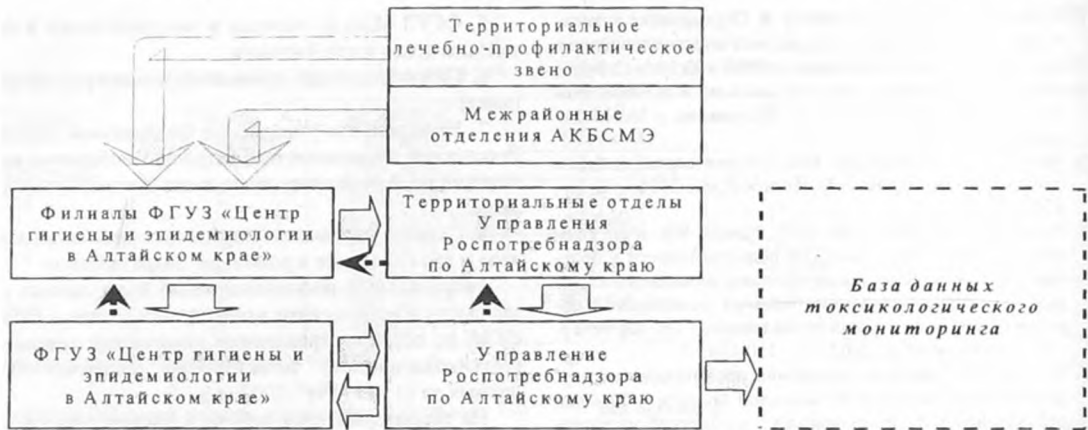 Территориальное
лечебно-профилактическое
звено
Межрайонные
отделения АКБСМЭ
Филиалы ФГУЗ «Центр
гигиены и эпидемиологии
в Алтайском крае»
Территориальные отделы
Управления
Роспотребнадзора
по Алтайскому краю
База данных
токсикологического
мониторинга
ФГУЗ «Центр гигиены и
эпидемиологии
в Алтайском крае»
Управление
Роспотребнадзора
по Алтайскому краю